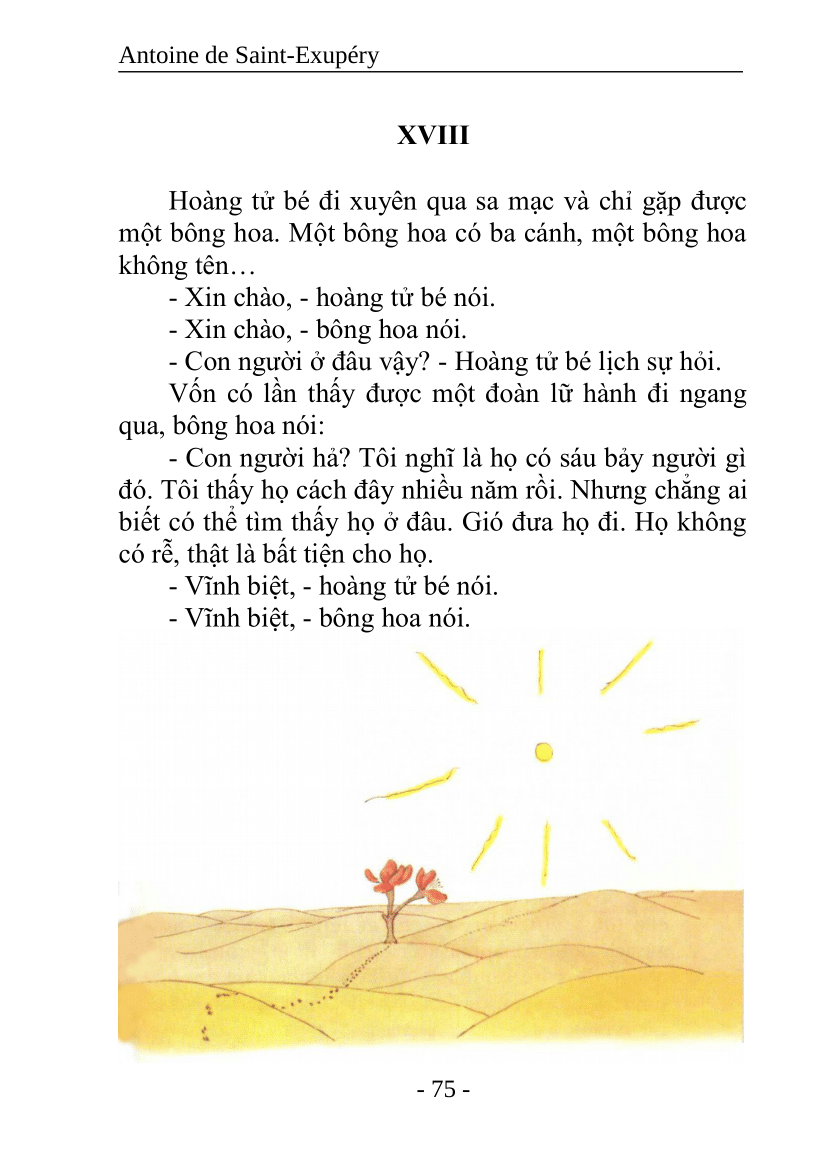 Antoine de Saint-Exupéry
XVIII
Hoàng tử bé đi xuyên qua sa mạc và chỉ gặp được
một bông hoa. Một bông hoa có ba cánh, một bông hoa
không tên…
- Xin chào, - hoàng tử bé nói.
- Xin chào, - bông hoa nói.
- Con người ở đâu vậy? - Hoàng tử bé lịch sự hỏi.
Vốn có lần thấy được một đoàn lữ hành đi ngang
qua, bông hoa nói:
- Con người hả? Tôi nghĩ là họ có sáu bảy người gì
đó. Tôi thấy họ cách đây nhiều năm rồi. Nhưng chẳng ai
biết có thể tìm thấy họ ở đâu. Gió đưa họ đi. Họ không
có rễ, thật là bất tiện cho họ.
- Vĩnh biệt, - hoàng tử bé nói.
- Vĩnh biệt, - bông hoa nói.
- 75 -